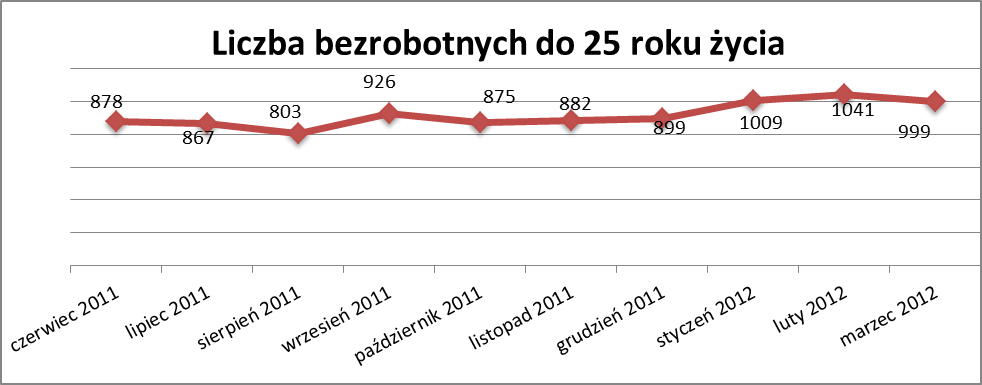 Liczba bezrobotnych do 25 roku życia
878
867
803
926
875
882
899
1009
1041
999
czerwiec 2011
lipiec 2011
sierpień 2011
wrzesień 2011
październik 2011
listopad 2011
grudzień 2011
styczeń 2012
luty 2012
marzec 2012